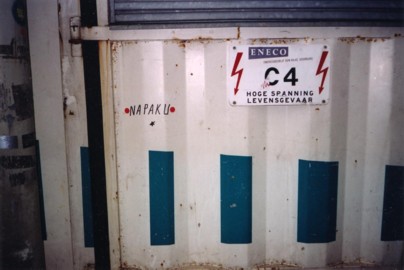 ENECO
C4
HOGE SPANNING
LEVENSGEVAAR
NAPAKU